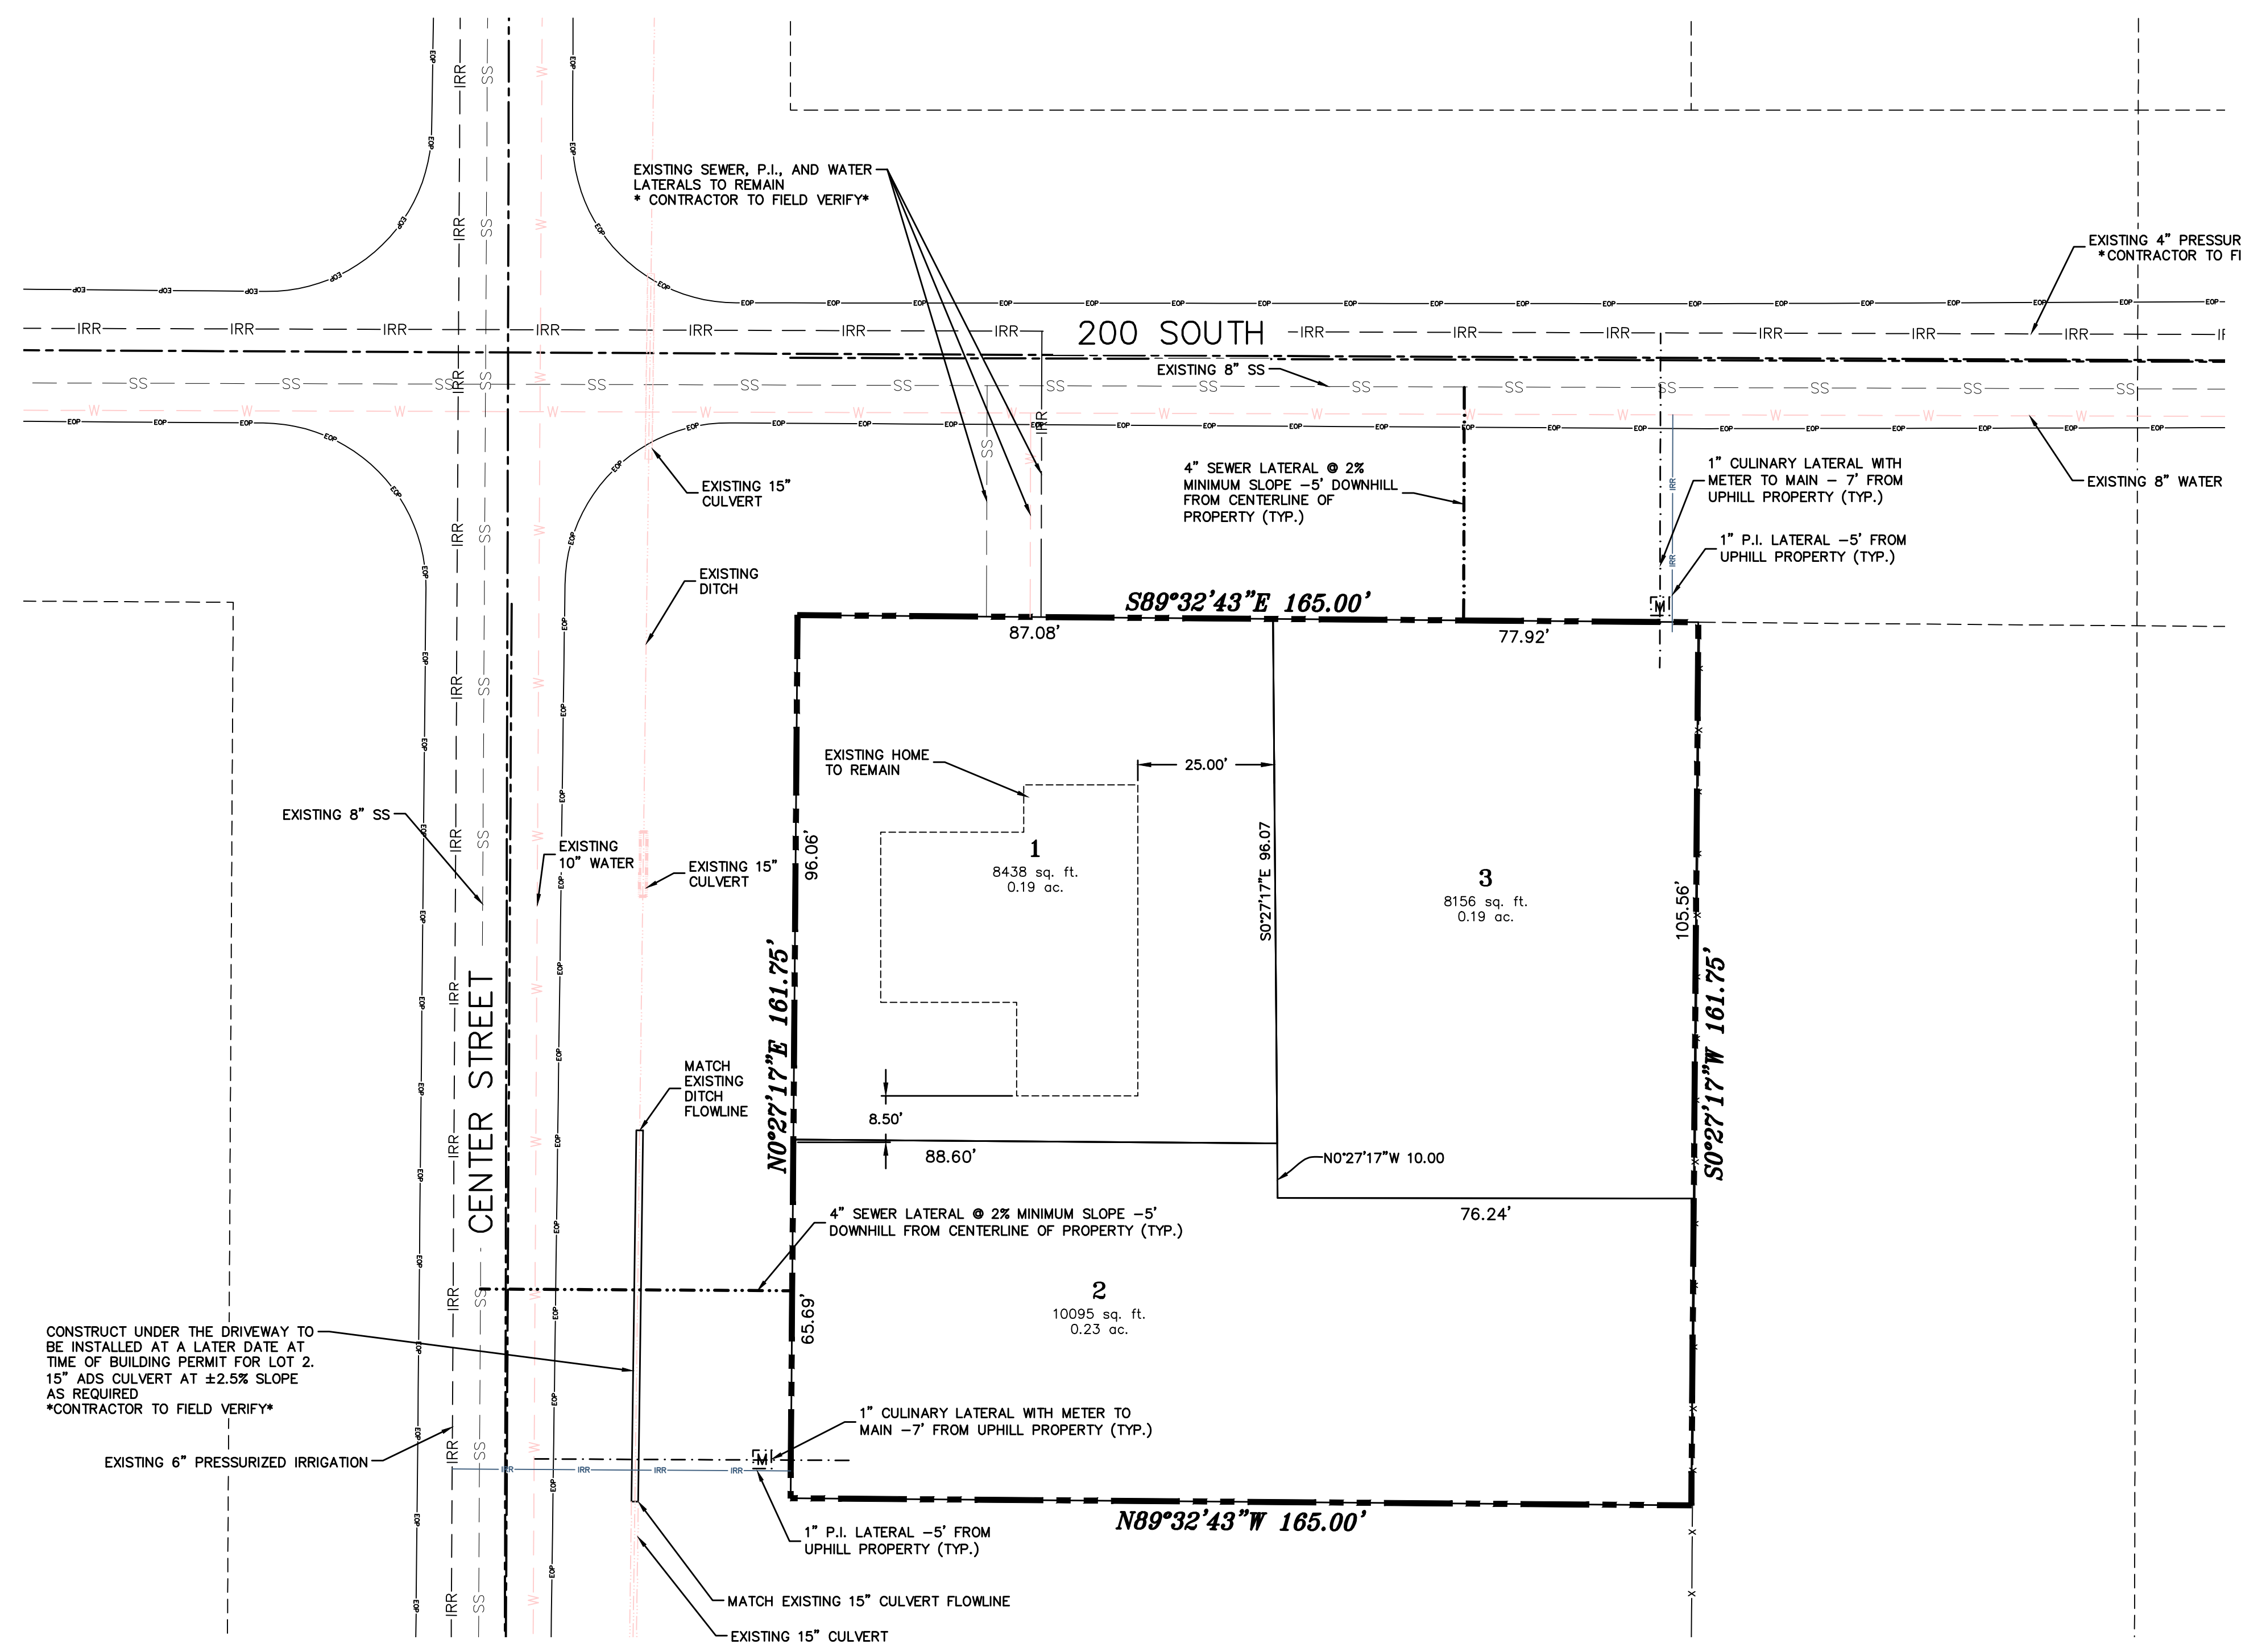 EXISTING SEWER, P.I., AND WATER
LATERALS TO REMAIN
* CONTRACTOR TO FIELD VERIFY*
EXISTING 4" PRESSUR
*CONTRACTOR TO FI
200 SOUTH
EXISTING 8" SS
EXISTING 15"
CULVERT
4" SEWER LATERAL @ 2%
MINIMUM SLOPE -5' DOWNHILL
FROM CENTERLINE OF
PROPERTY (TYP.)
1" CULINARY LATERAL WITH
METER TO MAIN - 7' FROM
UPHILL PROPERTY (TYP.)
EXISTING 8" WATER
1" P.I. LATERAL -5' FROM
UPHILL PROPERTY (TYP.)
EXISTING
DITCH
S89°32'43"E 165.00'
87.08'
77.92'
M
EXISTING HOME
TO REMAIN
25.00'
EXISTING 8" SS
EXISTING
10" WATER
EXISTING 15"
CULVERT
96.06'
1
8438 sq. ft.
0.19 ac.
S0°27'17"E 96.07
3
8156 sq. ft.
0.19 ac.
105.56'
CENTER STREET
N0°27'17"E 161.75'
S0°27'17"W 161.75'
MATCH
EXISTING
DITCH
FLOWLINE
8.50'
88.60'
N0°27'17"W 10.00
76.24'
4" SEWER LATERAL @ 2% MINIMUM SLOPE -5'
DOWNHILL FROM CENTERLINE OF PROPERTY (TYP.)
65.69'
2
10095 sq. ft.
0.23 ac.
CONSTRUCT UNDER THE DRIVEWAY TO
BE INSTALLED AT A LATER DATE AT
TIME OF BUILDING PERMIT FOR LOT 2.
15" ADS CULVERT AT ±2.5% SLOPE
AS REQUIRED
*CONTRACTOR TO FIELD VERIFY*
EXISTING 6" PRESSURIZED IRRIGATION
1" CULINARY LATERAL WITH METER TO
MAIN -7' FROM UPHILL PROPERTY (TYP.)
M
N89°32'43"W 165.00'
1" P.I. LATERAL -5' FROM
UPHILL PROPERTY (TYP.)
MATCH EXISTING 15" CULVERT FLOWLINE
EXISTING 15" CULVERT
EOP
IRR
SS
W
X